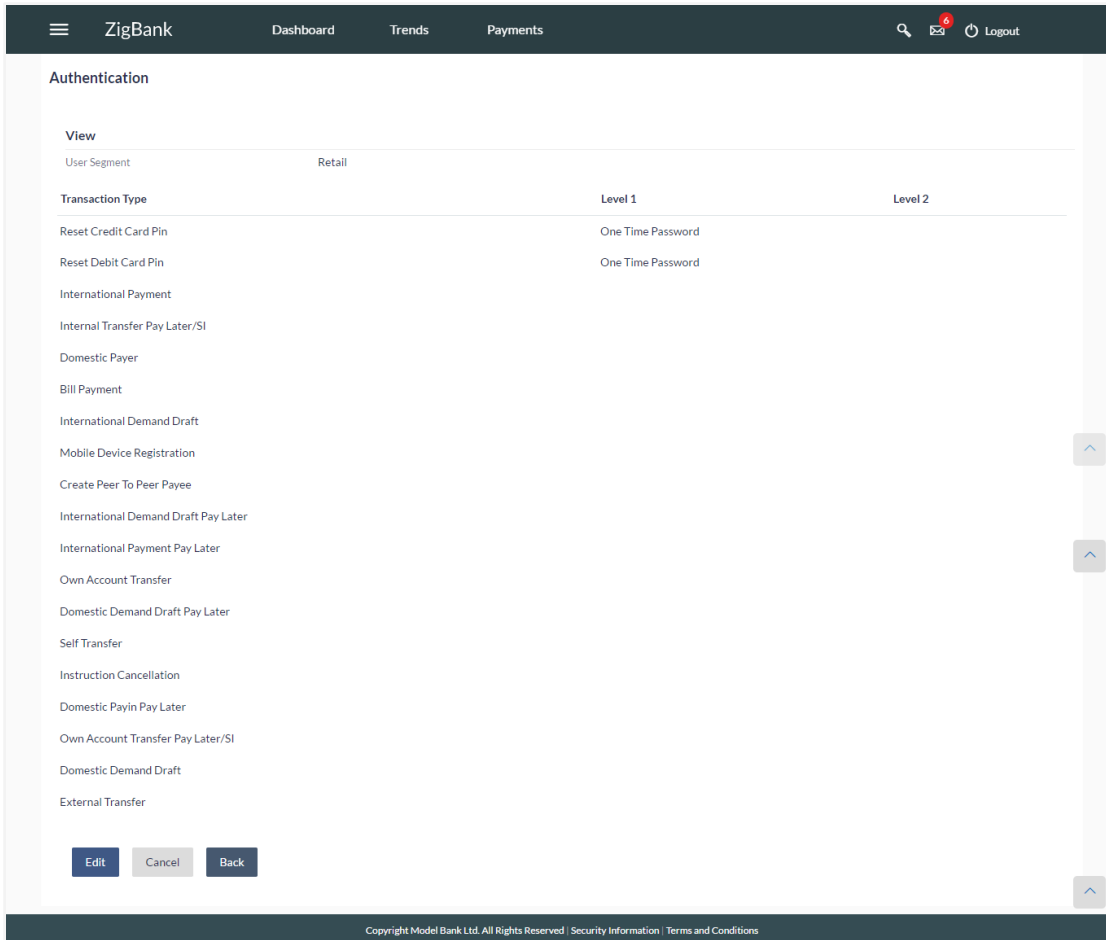 ZigBank Dashboard Trends Payments 6 Logout
Authentication
View
User Segment Retail
Transaction Type Level 1 Level 2
Reset Credit Card Pin One Time Password
Reset Debit Card Pin One Time Password
International Payment
Internal Transfer Pay Later/SI
Domestic Payer
Bill Payment
International Demand Draft
Mobile Device Registration
Create Peer To Peer Payee
International Demand Draft Pay Later
International Payment Pay Later
Own Account Transfer
Domestic Demand Draft Pay Later
Self Transfer
Instruction Cancellation
Domestic Payin Pay Later
Own Account Transfer Pay Later/SI
Domestic Demand Draft
External Transfer
Edit Cancel Back
Copyright Model Bank Ltd. All Rights Reserved | Security Information | Terms and Conditions